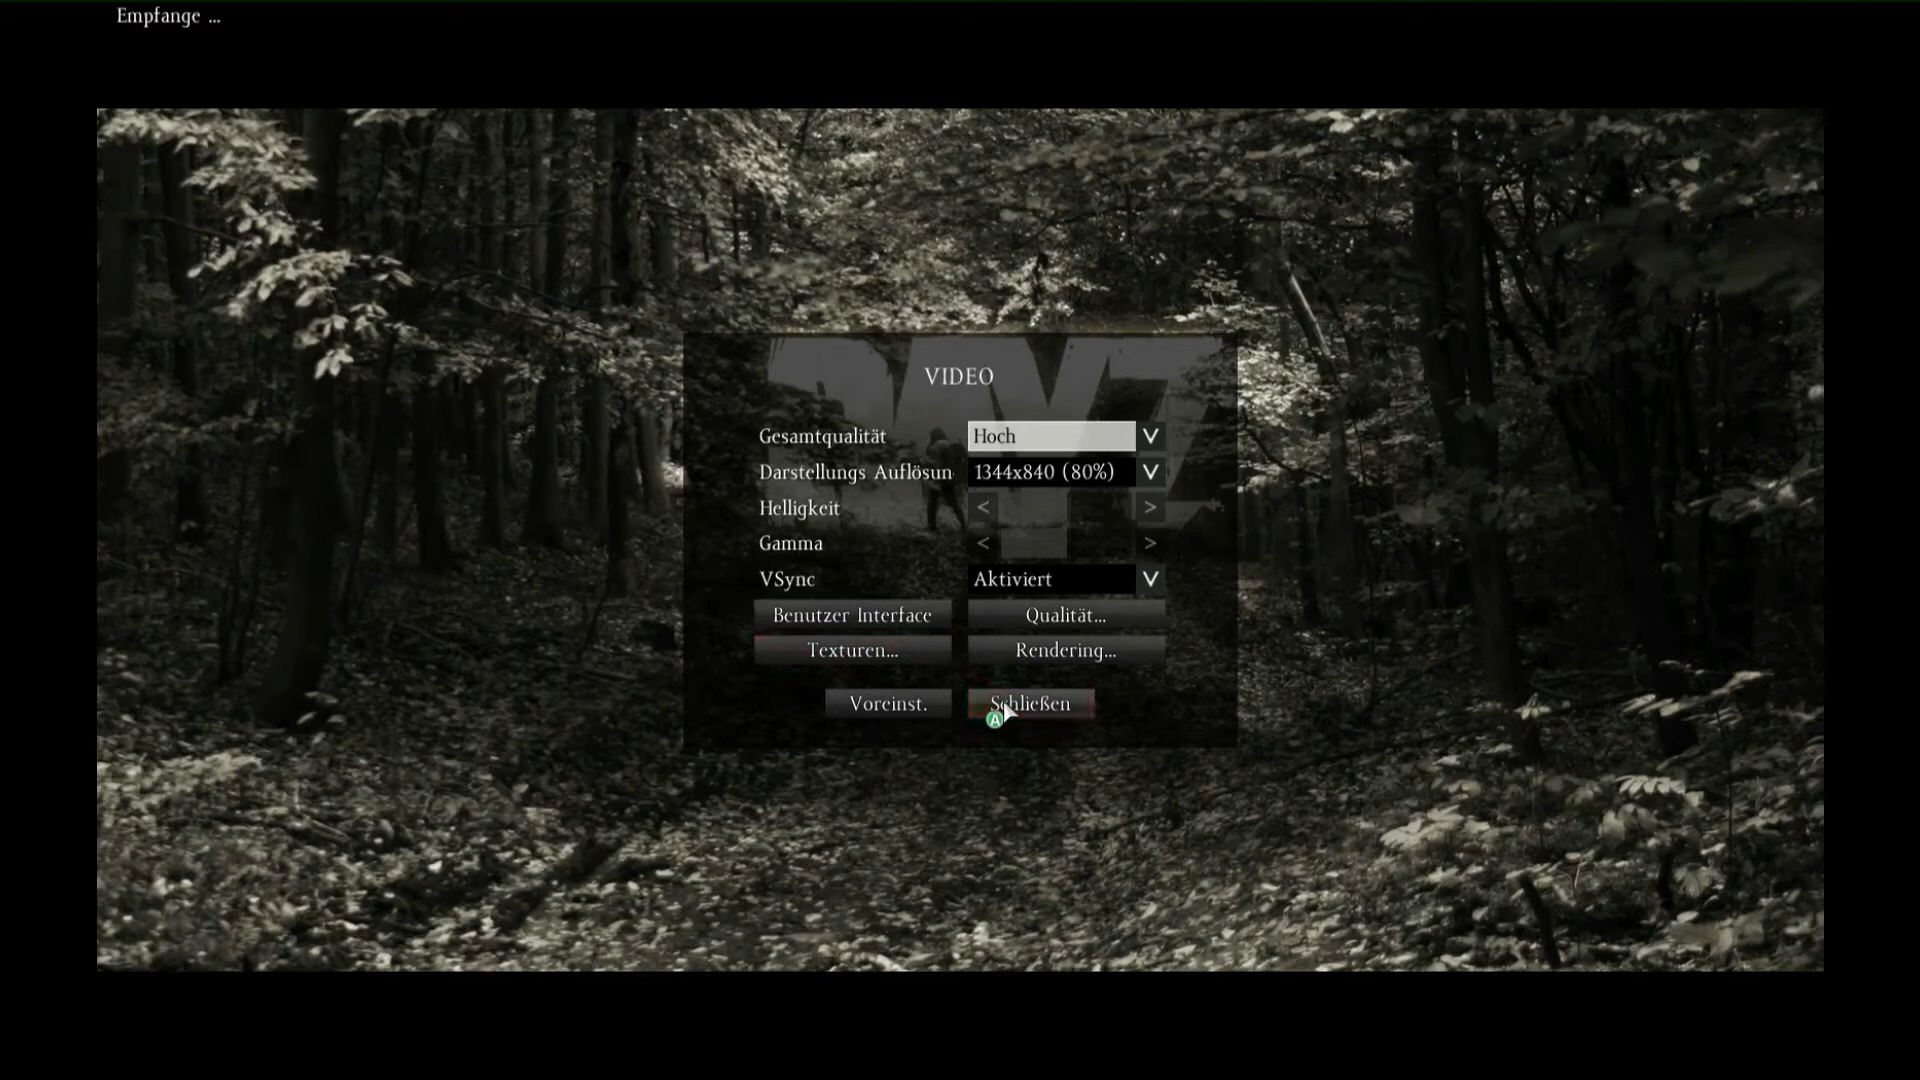 Empfange ...
VIDEO
Gesamtqualität Hoch V
Darstellungs Auflösun 1344x840 (80%) V
Helligkeit < >
Gamma < >
VSync Aktiviert V
Benutzer Interface Qualität...
Texturen... Rendering...
Voreinst. Schließen
A